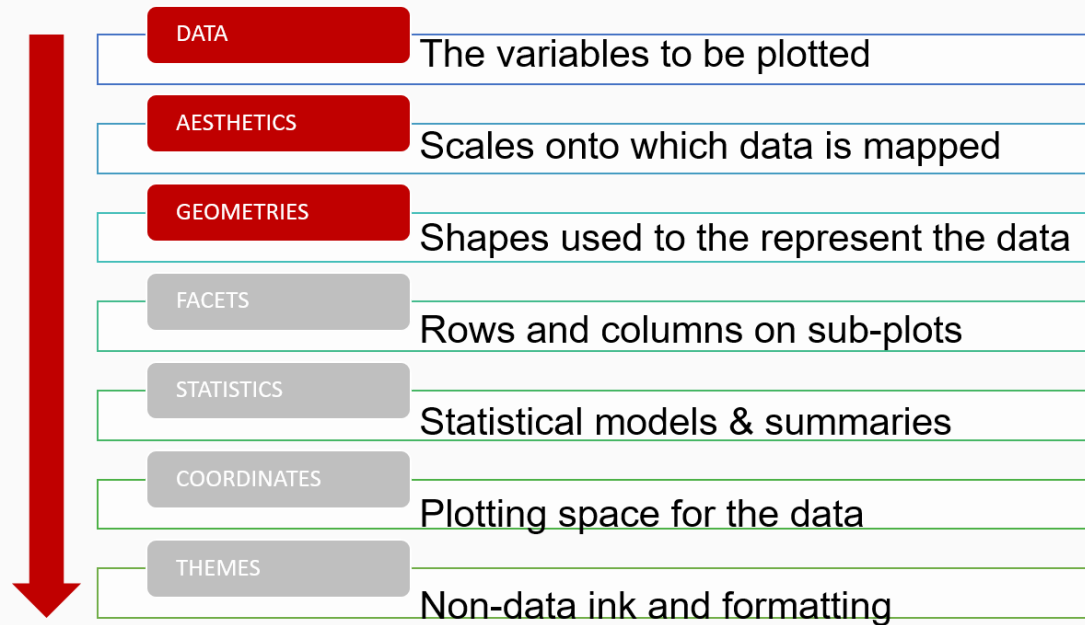 DATA
The variables to be plotted
AESTHETICS
Scales onto which data is mapped
GEOMETRIES
Shapes used to the represent the data
FACETS
Rows and columns on sub-plots
STATISTICS
Statistical models & summaries
COORDINATES
Plotting space for the data
THEMES
Non-data ink and formatting